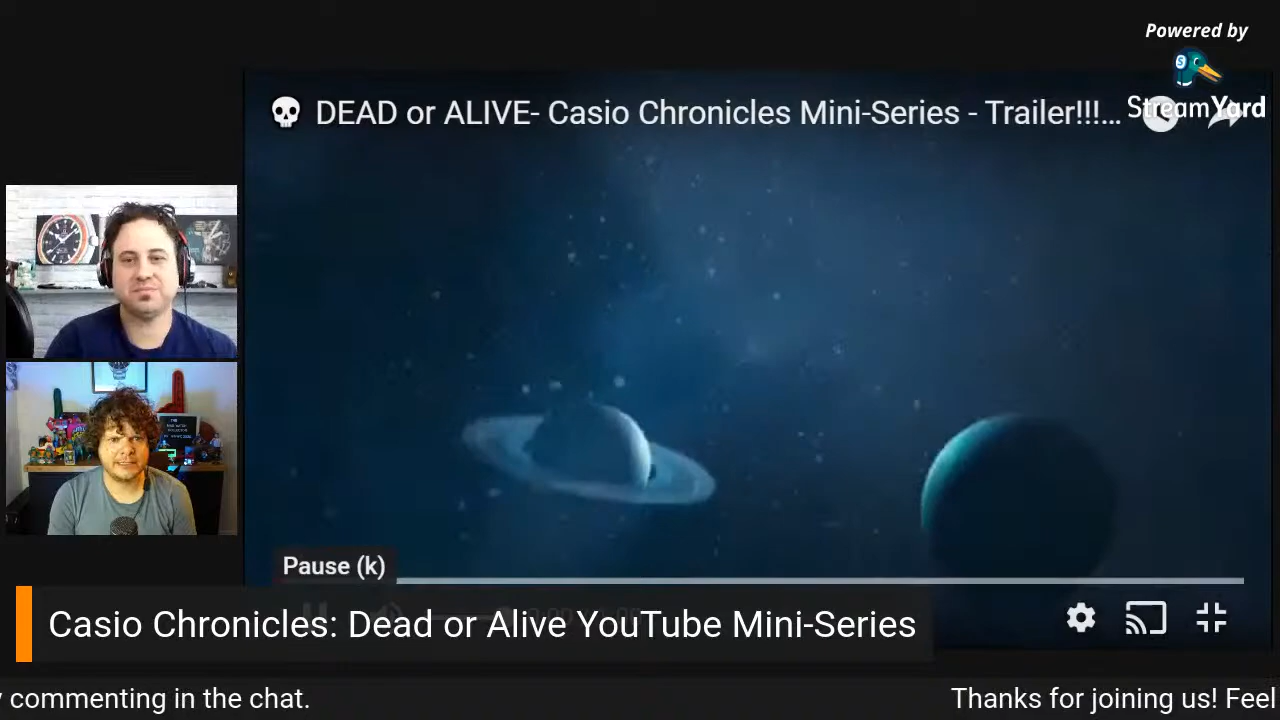 Powered by
StreamYard
💀 DEAD or ALIVE- Casio Chronicles Mini-Series - Trailer!!!...
Pause (k)
Casio Chronicles: Dead or Alive YouTube Mini-Series
commenting in the chat.
Thanks for joining us! Feel